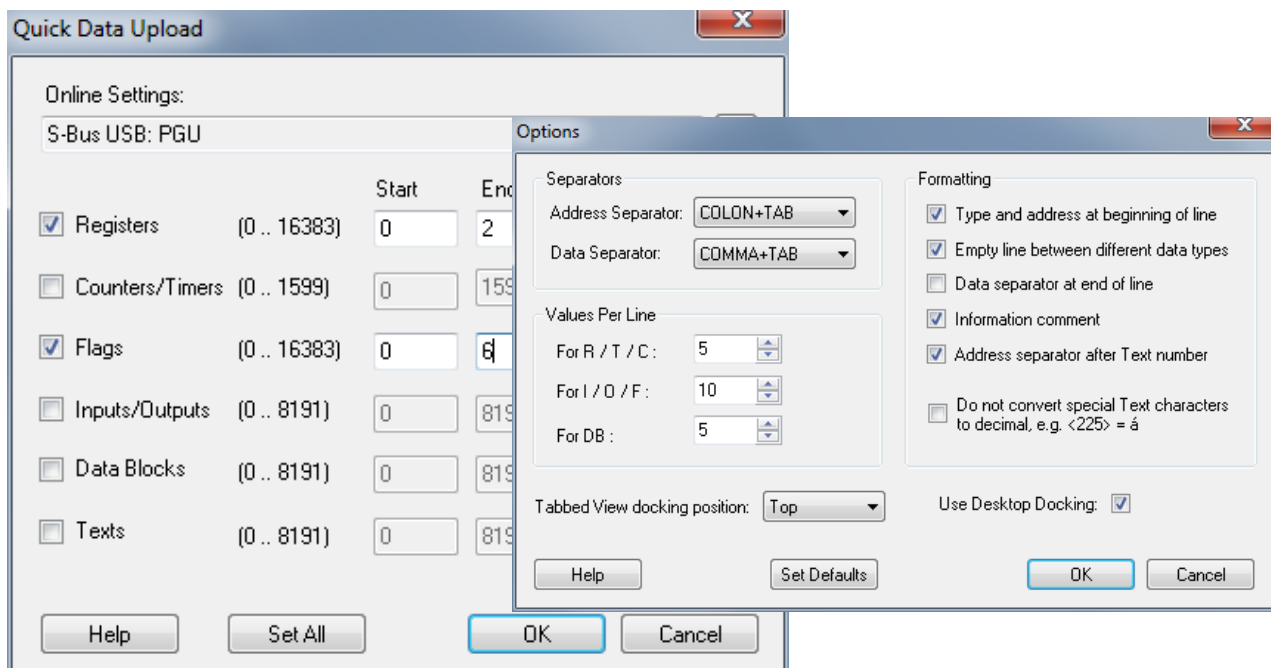 Quick Data Upload
Online Settings:
S-Bus USB: PGU
Start
Registers (0 .. 16383) 0 2
Counters/Timers (0 .. 1599) 0
Flags (0 .. 16383) 0 6
Inputs/Outputs (0 .. 8191) 0
Data Blocks (0 .. 8191) 0
Texts (0 .. 8191) 0
Help Set All OK Cancel
Options
Separators
Address Separator: COLON+TAB
Data Separator: COMMA+TAB
Values Per Line
For R / T / C : 5
For I / O / F : 10
For DB : 5
Formatting
Type and address at beginning of line
Empty line between different data types
Data separator at end of line
Information comment
Address separator after Text number
Do not convert special Text characters
to decimal, e.g. <225> = á
Tabbed View docking position: Top
Use Desktop Docking:
Help Set Defaults OK Cancel